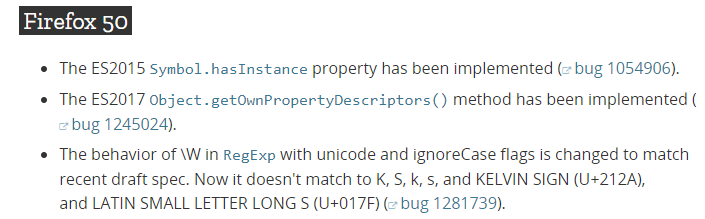 Firefox 50
• The ES2015 Symbol.hasInstance property has been implemented (bug 1054906).
• The ES2017 Object.getOwnPropertyDescriptors() method has been implemented (
bug 1245024).
• The behavior of \W in RegExp with unicode and ignoreCase flags is changed to match
recent draft spec. Now it doesn't match to K, S, k, s, and KELVIN SIGN (U+212A),
and LATIN SMALL LETTER LONG S (U+017F) (bug 1281739).